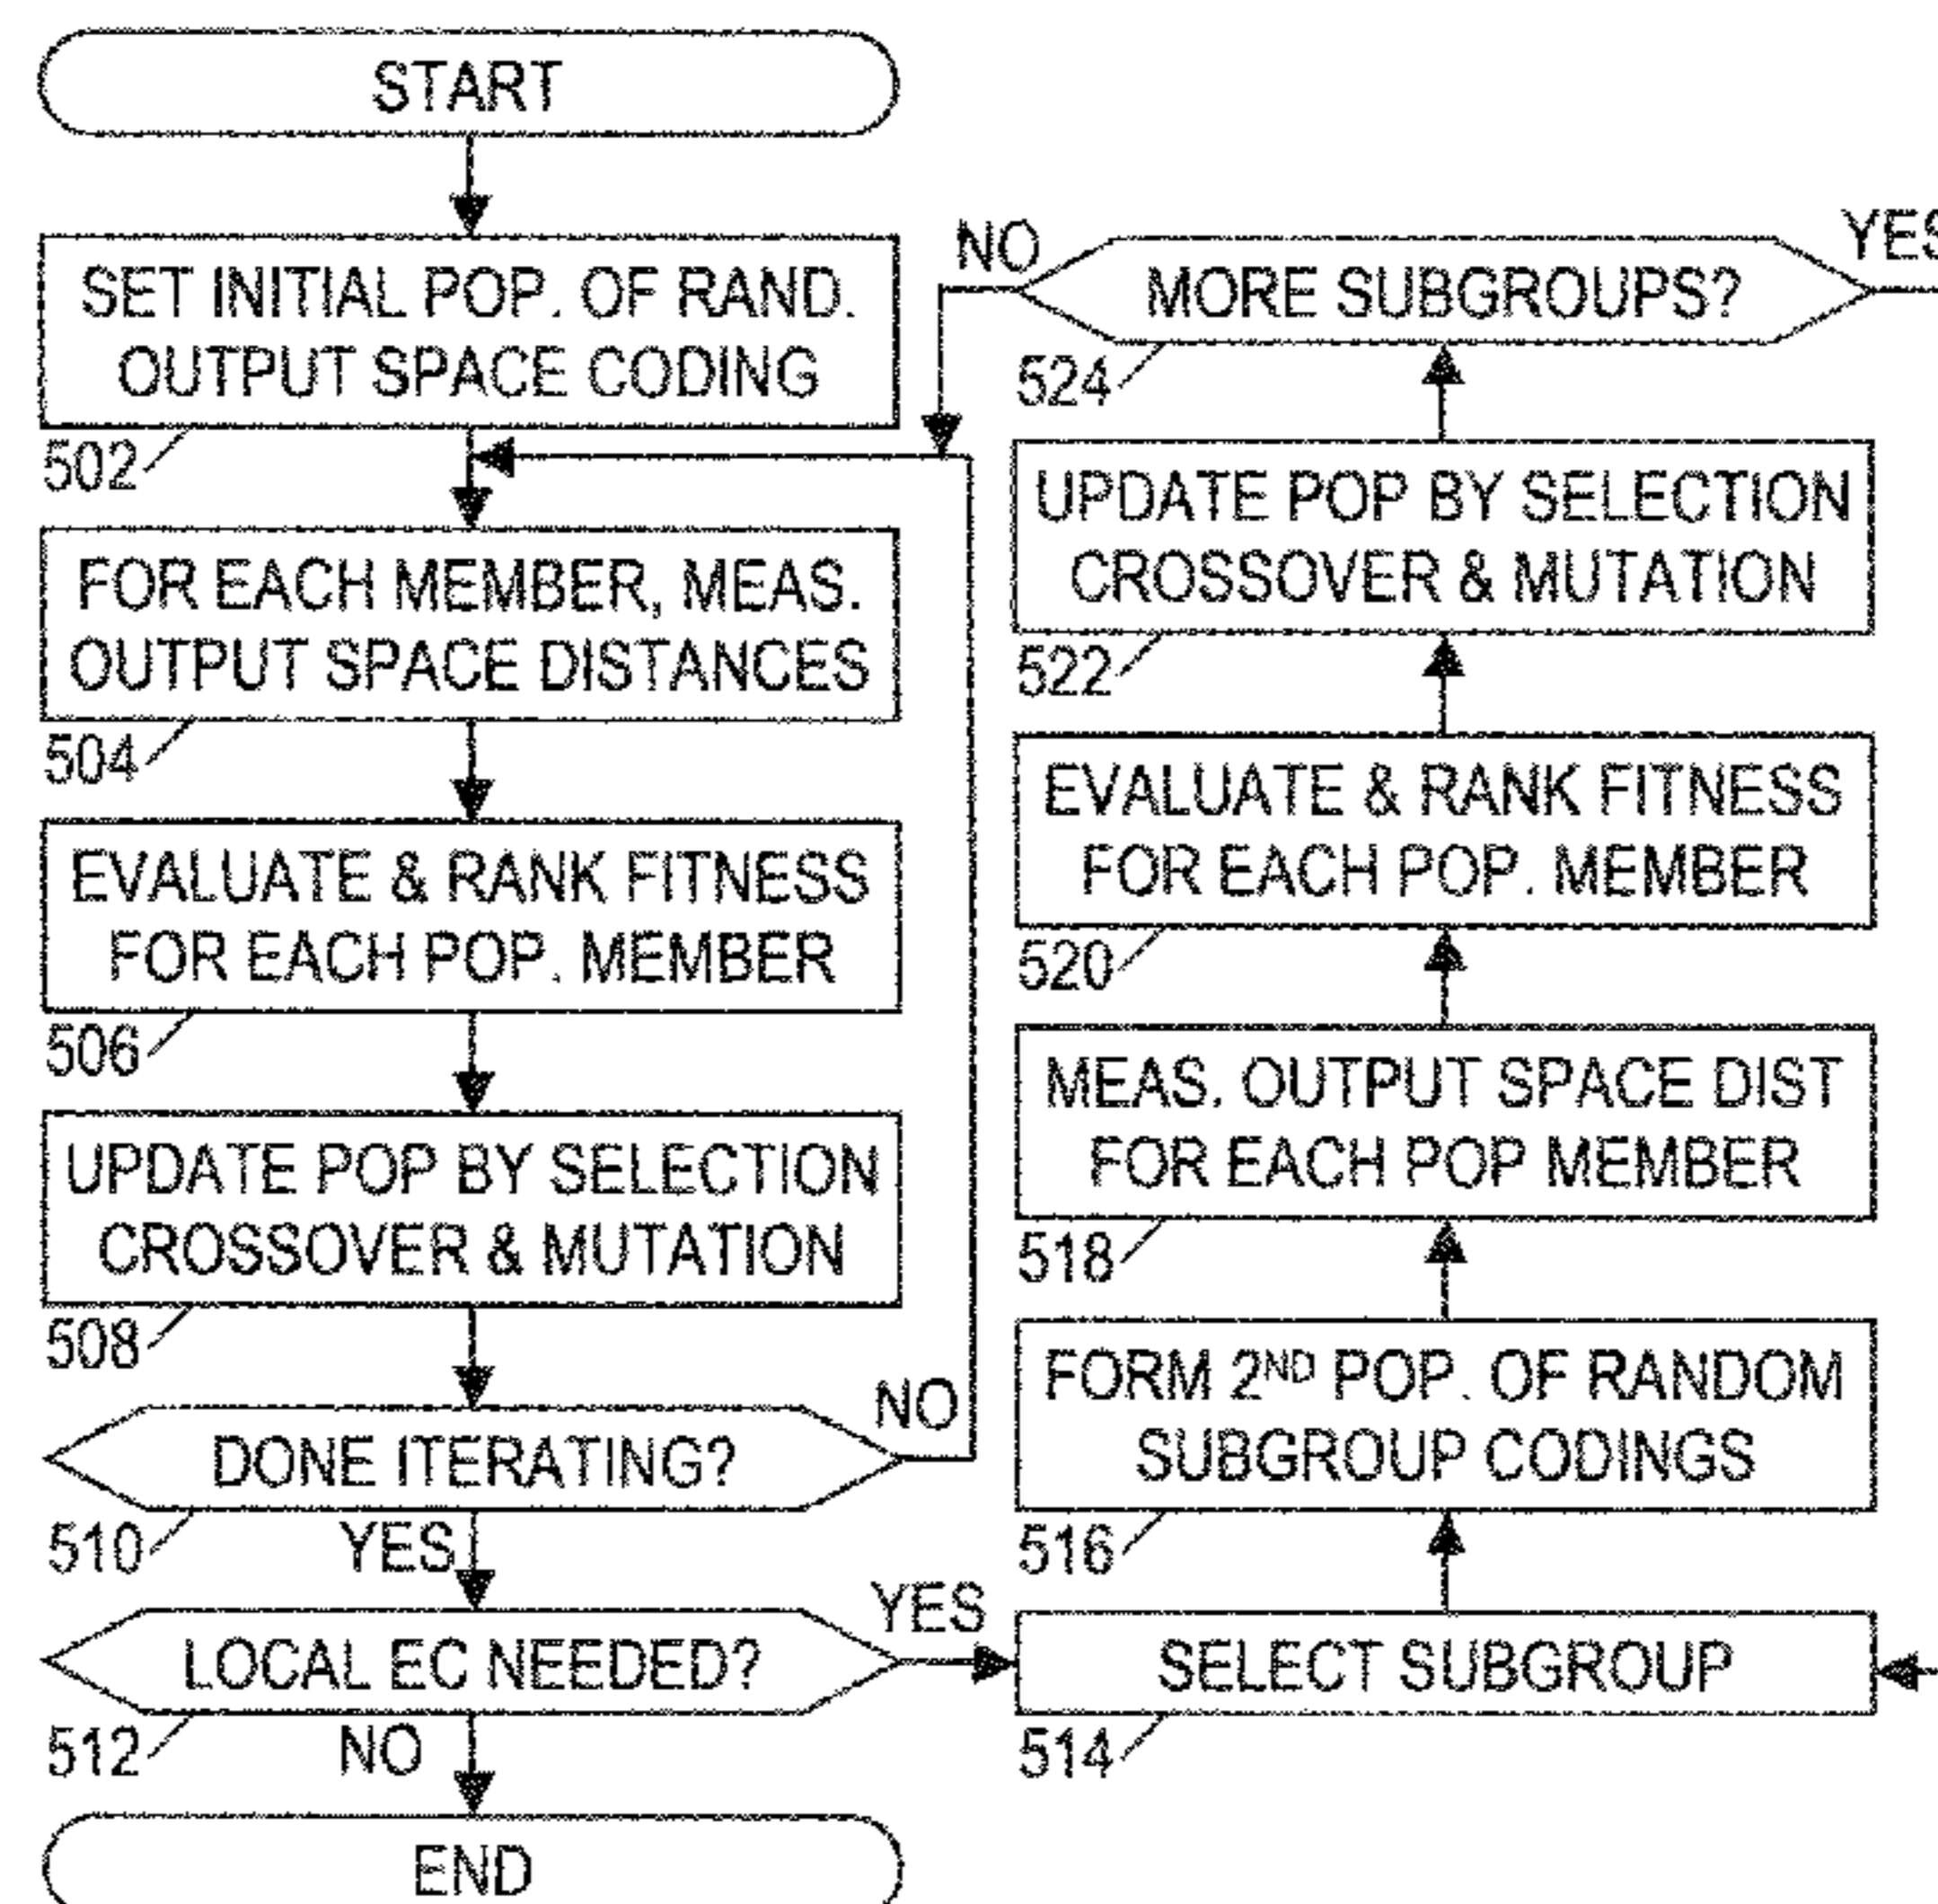 START
SET INITIAL POP. OF RAND.
OUTPUT SPACE CODING
502
FOR EACH MEMBER, MEAS.
OUTPUT SPACE DISTANCES
504
EVALUATE & RANK FITNESS
FOR EACH POP. MEMBER
506
UPDATE POP BY SELECTION
CROSSOVER & MUTATION
508
DONE ITERATING?
NO
510
YES
LOCAL EC NEEDED?
YES
512
NO
END
NO
MORE SUBGROUPS?
YES
524
UPDATE POP BY SELECTION
CROSSOVER & MUTATION
522
EVALUATE & RANK FITNESS
FOR EACH POP. MEMBER
520
MEAS. OUTPUT SPACE DIST
FOR EACH POP MEMBER
518
FORM 2ND POP. OF RANDOM
SUBGROUP CODINGS
516
SELECT SUBGROUP
514